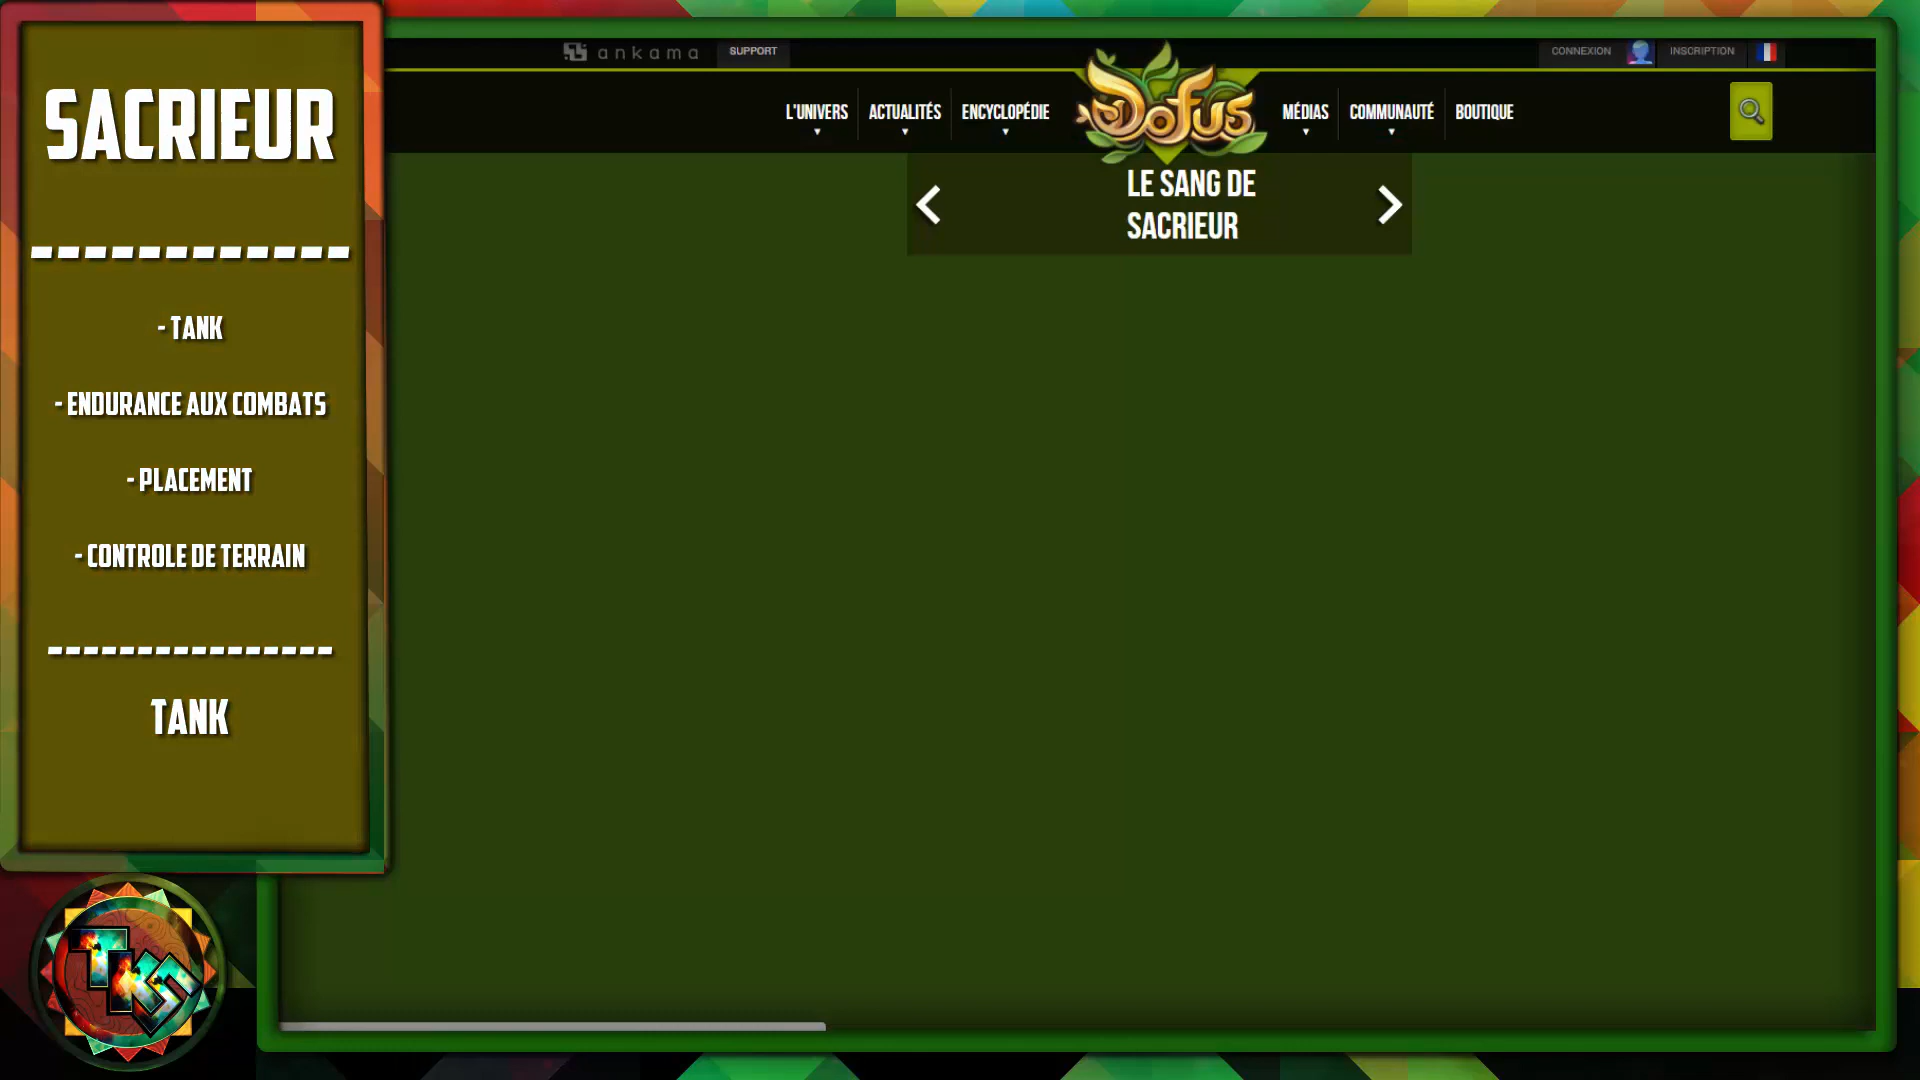 SACRIEUR
- TANK
- ENDURANCE AUX COMBATS
- PLACEMENT
- CONTROLE DE TERRAIN
TANK
TKS
ankama
SUPPORT
CONNEXION
INSCRIPTION
L'UNIVERS
ACTUALITÉS
ENCYCLOPÉDIE
DOFUS
MÉDIAS
COMMUNAUTÉ
BOUTIQUE
LE SANG DE
SACRIEUR